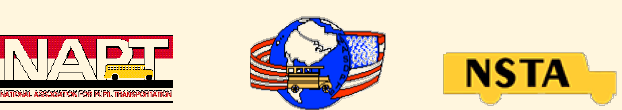 NAPT
NATIONAL ASSOCIATION FOR PUPIL TRANSPORTATION
NSTA